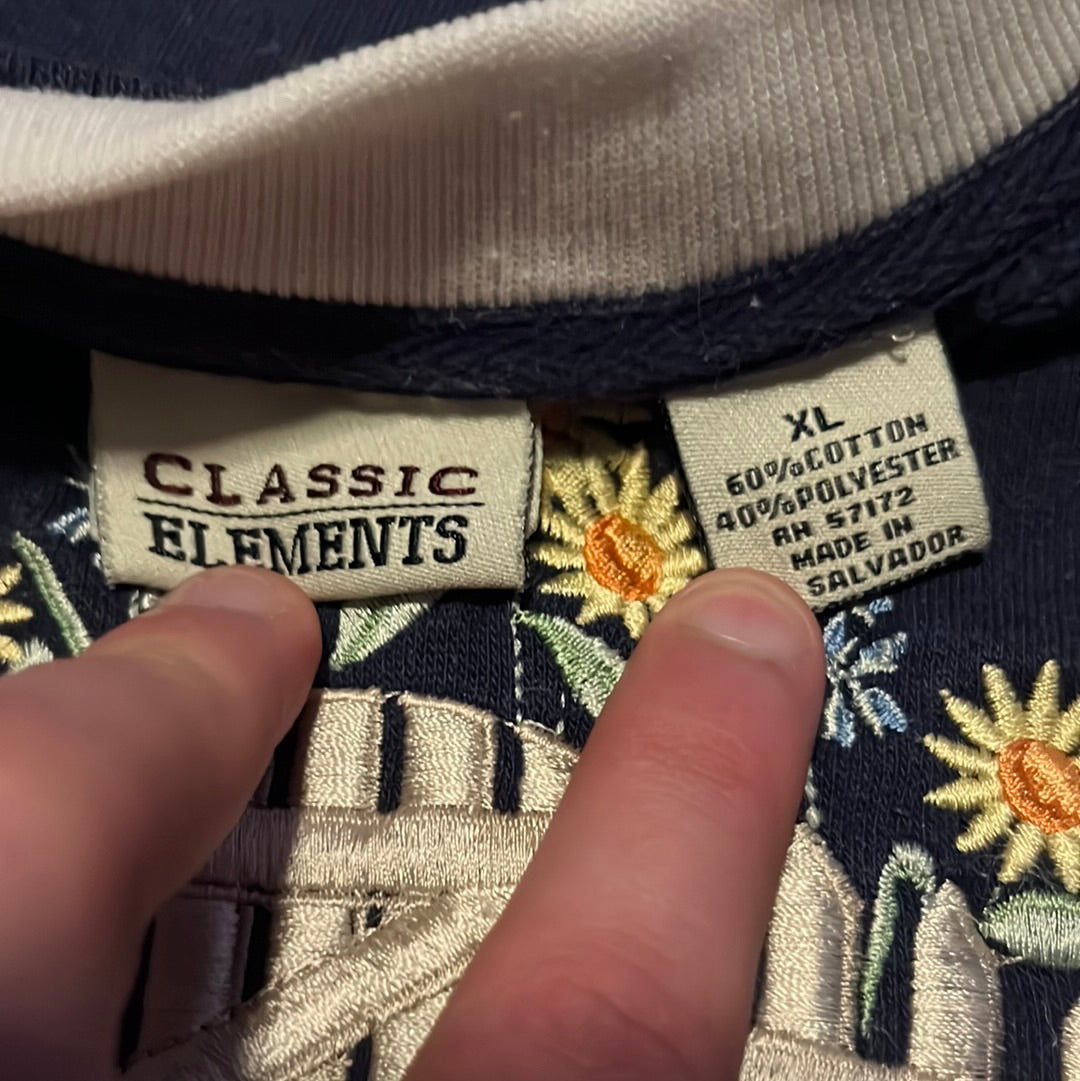 CLASSIC
ELEMENTS
XL
60%COTTON
40%POLYESTER
RN 57172
MADE IN
SALVADOR